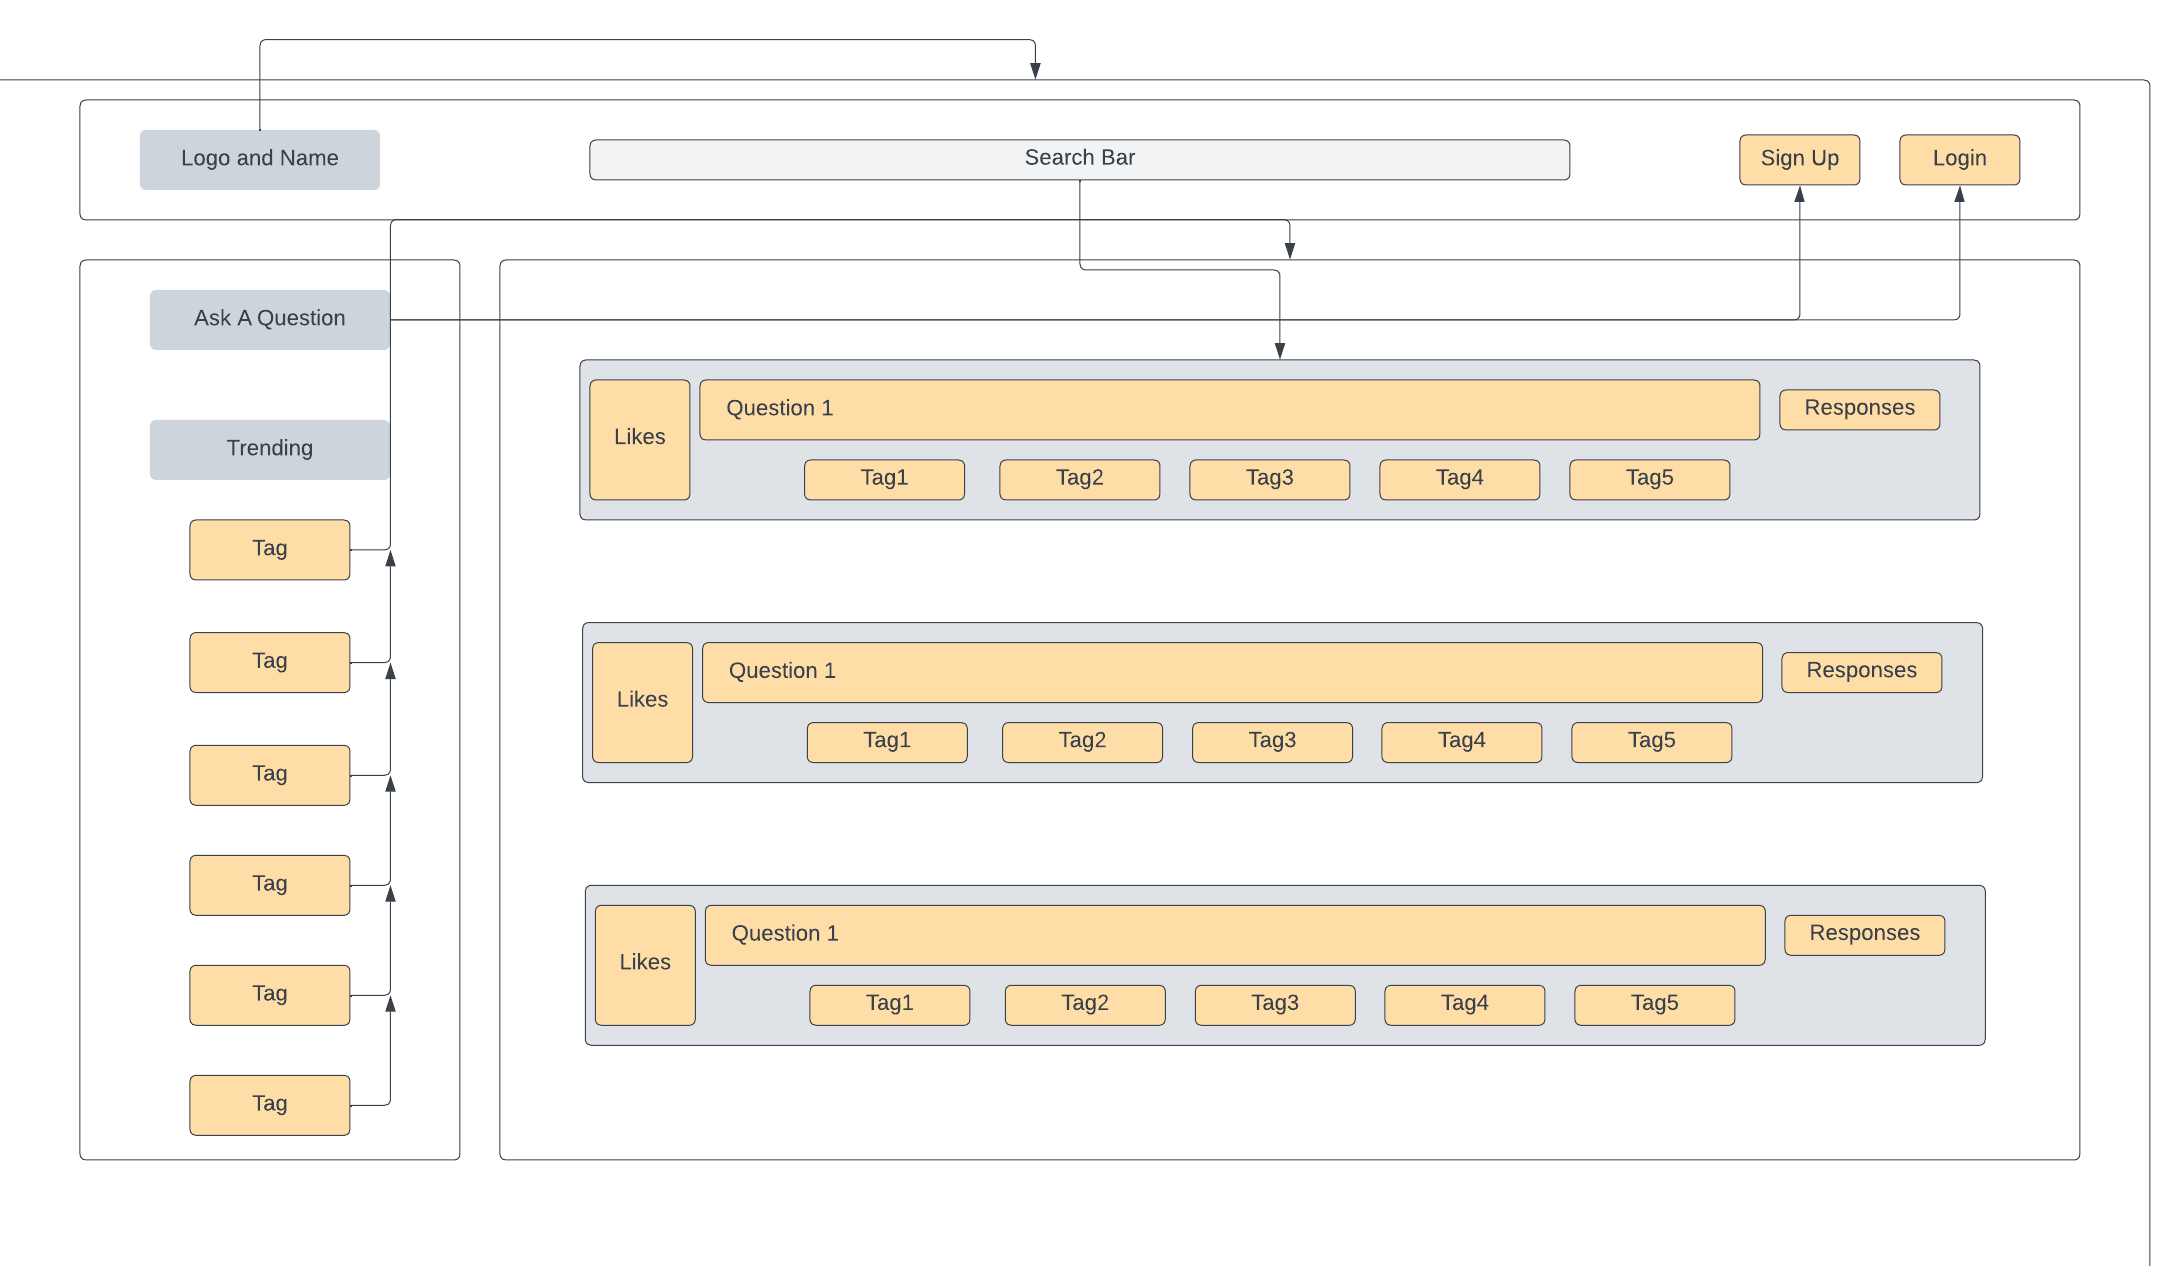 Logo and Name
Search Bar
Sign Up
Login
Ask A Question
Trending
Tag
Tag
Tag
Tag
Tag
Tag
Likes
Question 1
Responses
Tag1
Tag2
Tag3
Tag4
Tag5
Likes
Question 1
Responses
Tag1
Tag2
Tag3
Tag4
Tag5
Likes
Question 1
Responses
Tag1
Tag2
Tag3
Tag4
Tag5